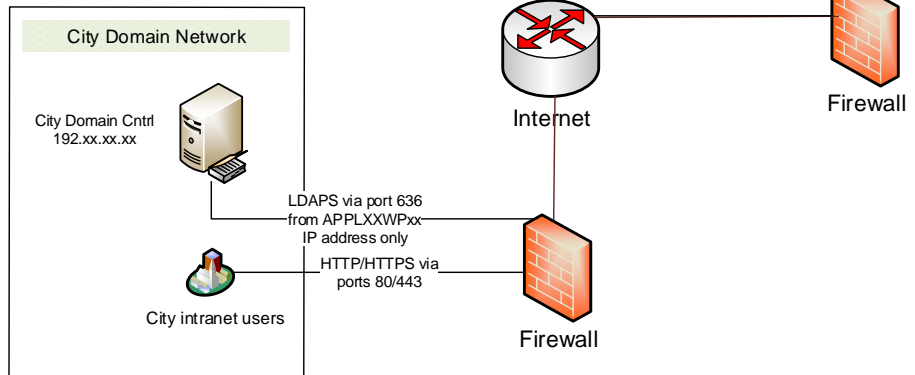 City Domain Network
City Domain Cntrl
192.xx.xx.xx
Internet
Firewall
LDAPS via port 636
from APPLXXWPxx
IP address only
HTTP/HTTPS via
ports 80/443
City intranet users
Firewall